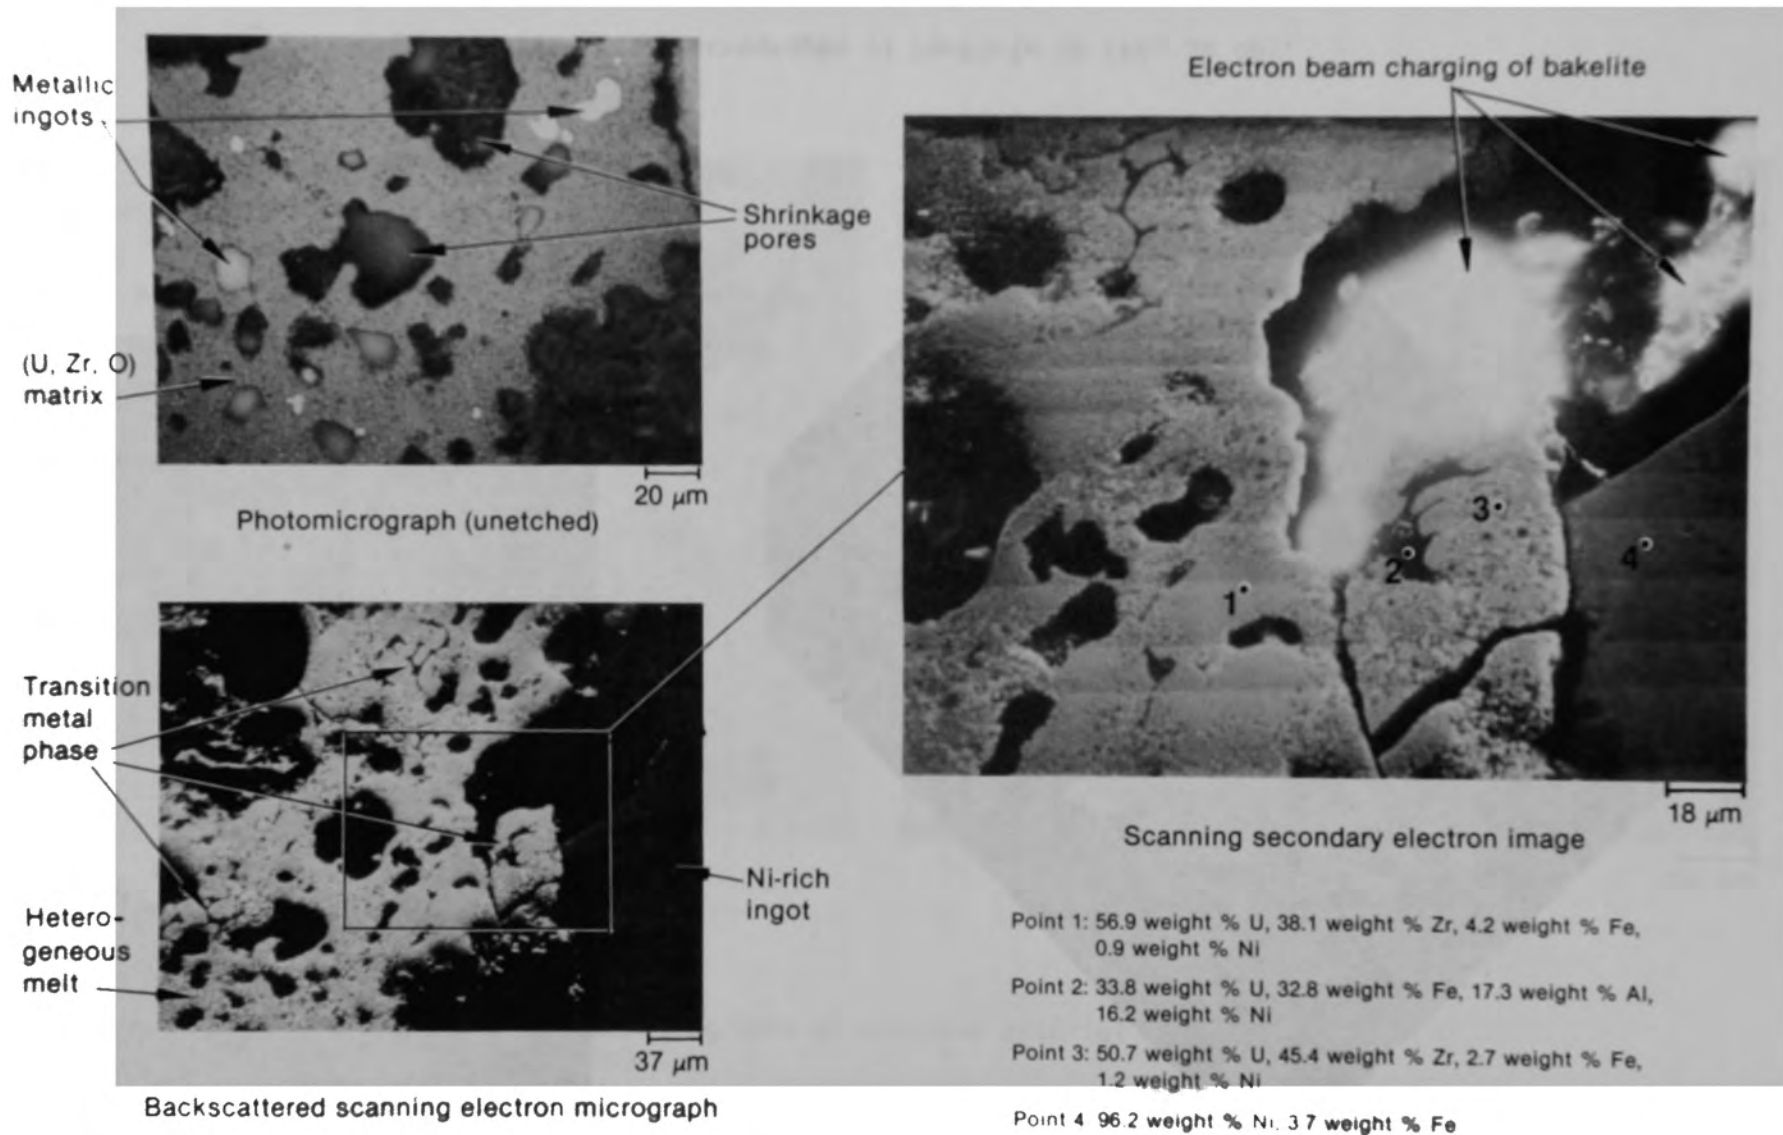 Metallic
ingots
Shrinkage
pores
(U, Zr, O)
matrix
20 μm
Photomicrograph (unetched)
Transition
metal
phase
Hetero-
geneous
melt
Ni-rich
ingot
37 μm
Backscattered scanning electron micrograph
Electron beam charging of bakelite
1
2
3
4
18 μm
Scanning secondary electron image
Point 1: 56.9 weight % U, 38.1 weight % Zr, 4.2 weight % Fe,
0.9 weight % Ni
Point 2: 33.8 weight % U, 32.8 weight % Fe, 17.3 weight % Al,
16.2 weight % Ni
Point 3: 50.7 weight % U, 45.4 weight % Zr, 2.7 weight % Fe,
1.2 weight % Ni
Point 4 96.2 weight % Ni, 3.7 weight % Fe